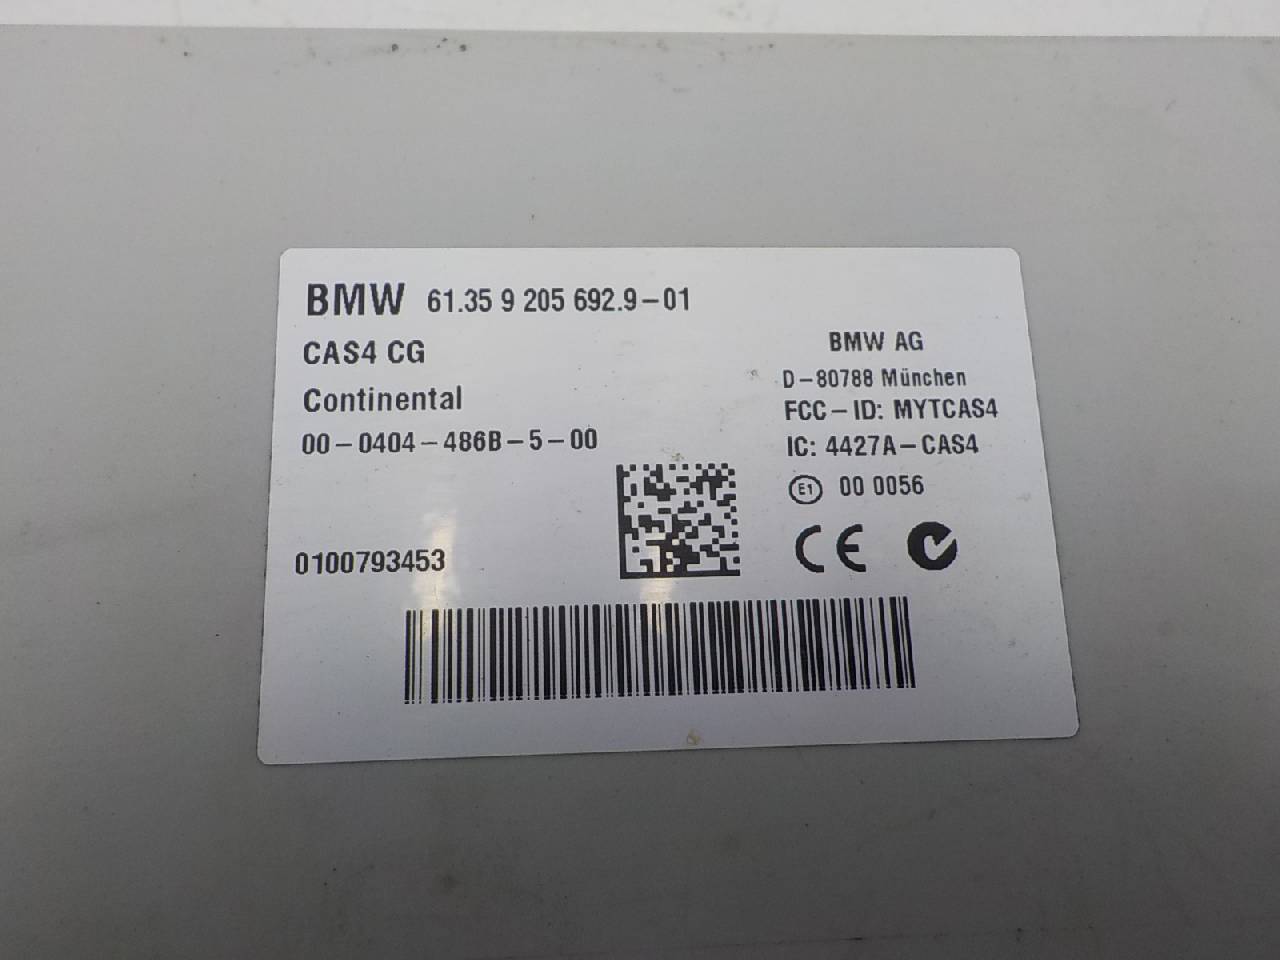 BMW 61.35 9 205 692.9-01
CAS4 CG
Continental
00-0404-486B-5-00
0100793453
BMW AG
D-80788 München
FCC-ID: MYTCAS4
IC: 4427A-CAS4
E1 00 0056
CE